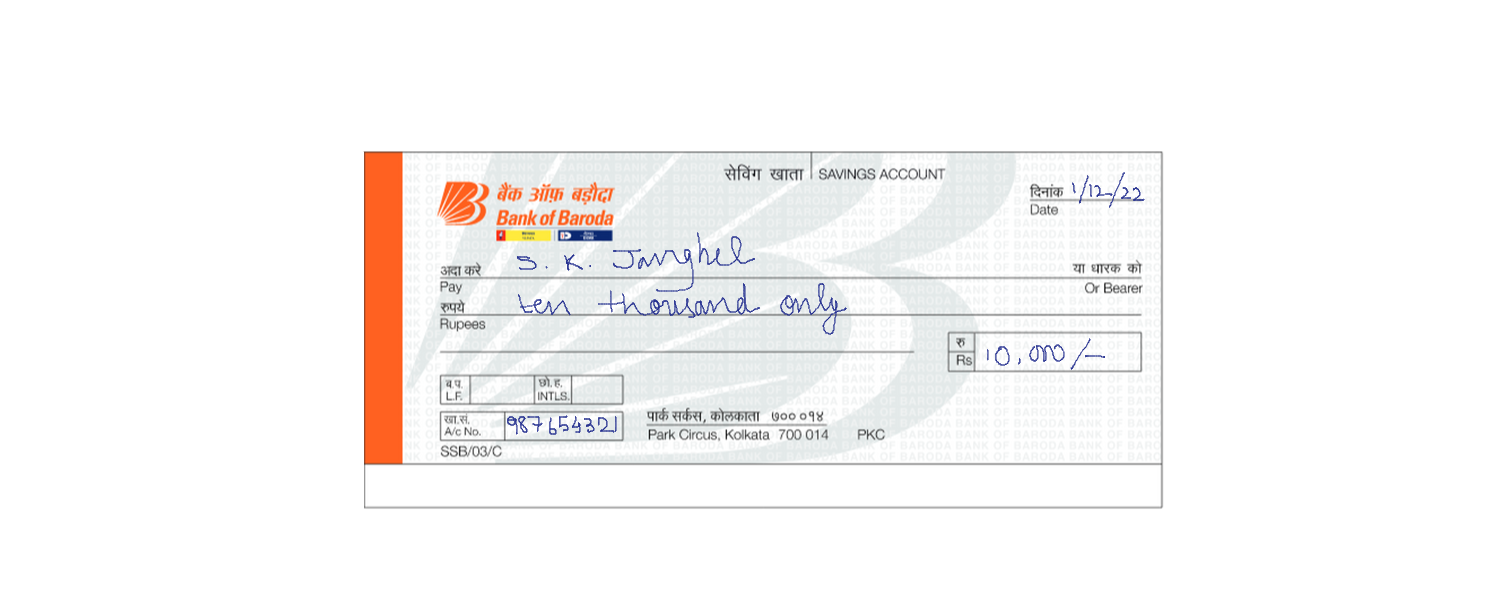 सेविंग खाता | SAVINGS ACCOUNT
बैंक ऑफ़ बड़ौदा
Bank of Baroda
दिनांक 1/12/22
Date
अदा करे S. K. Janghel या धारक को
Pay Or Bearer
रुपये ten thousand only
Rupees
रु
Rs 10,000/-
ब.प. छो.ह.
L.F. INTLS.
खा.सं.
A/c No. 987654321
पार्क सर्कस, कोलकाता ७०० ०१४
Park Circus, Kolkata 700 014 PKC
SSB/03/C